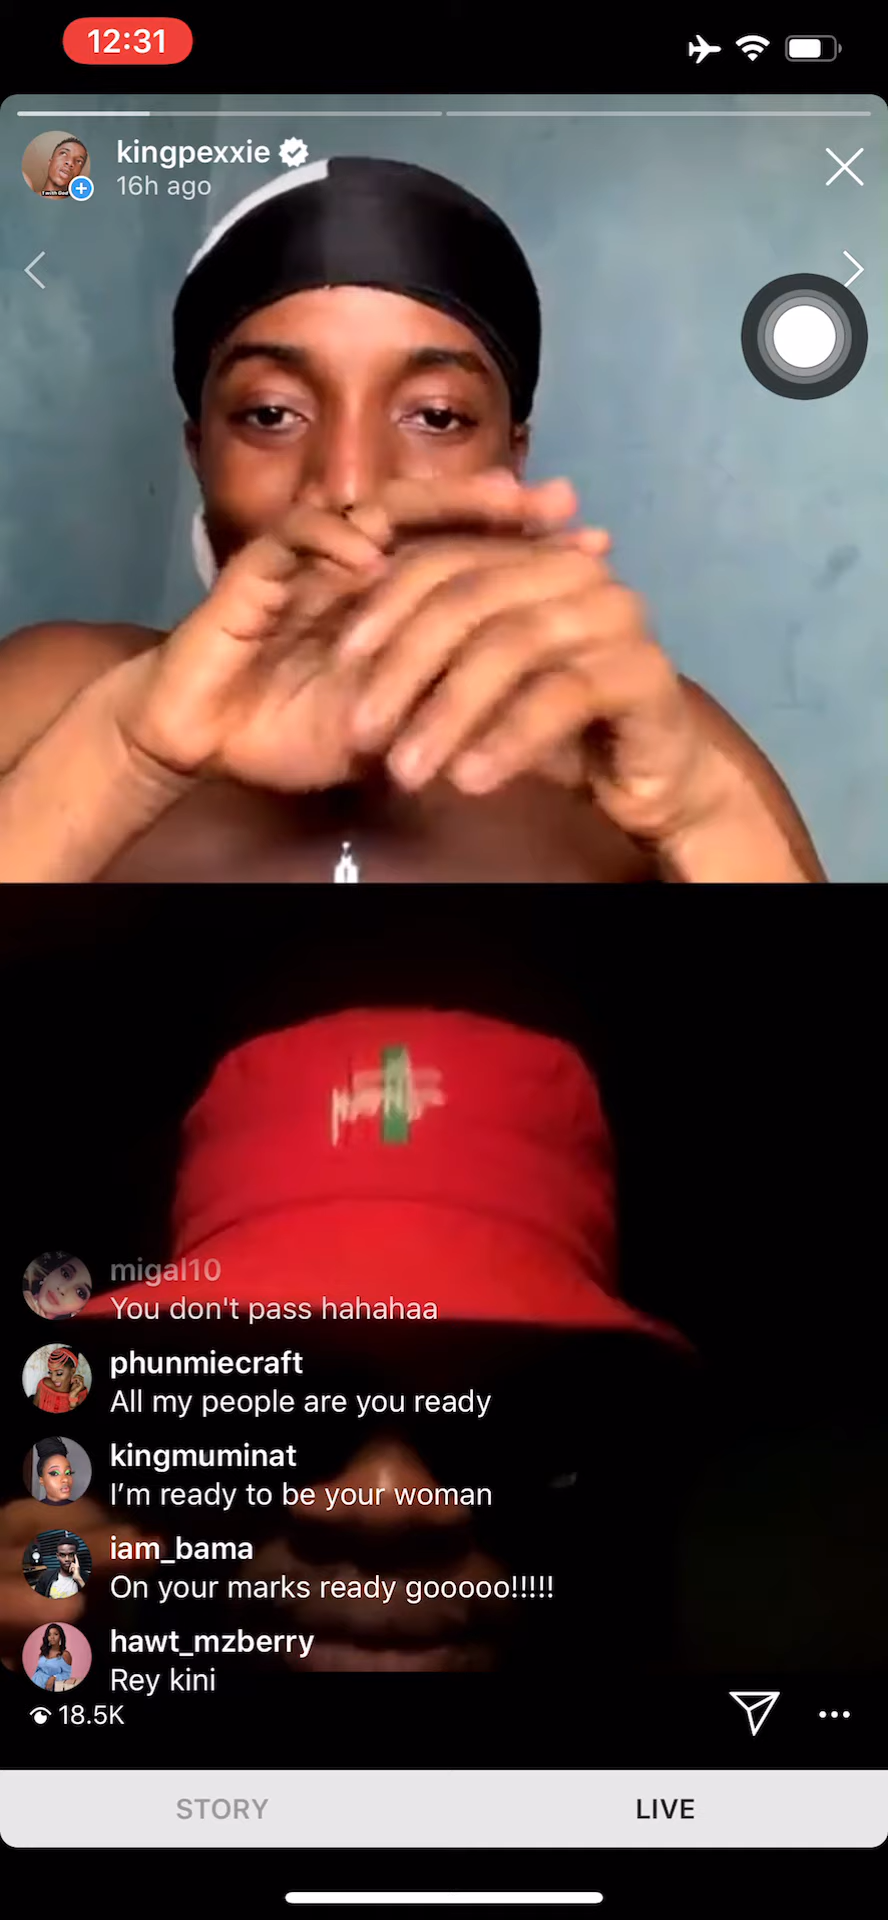 12:31
kingpexxie
16h ago
migal10
You don't pass hahahaa
phunmiecraft
All my people are you ready
kingmuminat
I'm ready to be your woman
iam_bama
On your marks ready gooooo!!!!!
hawt_mzberry
Rey kini
18.5K
STORY
LIVE